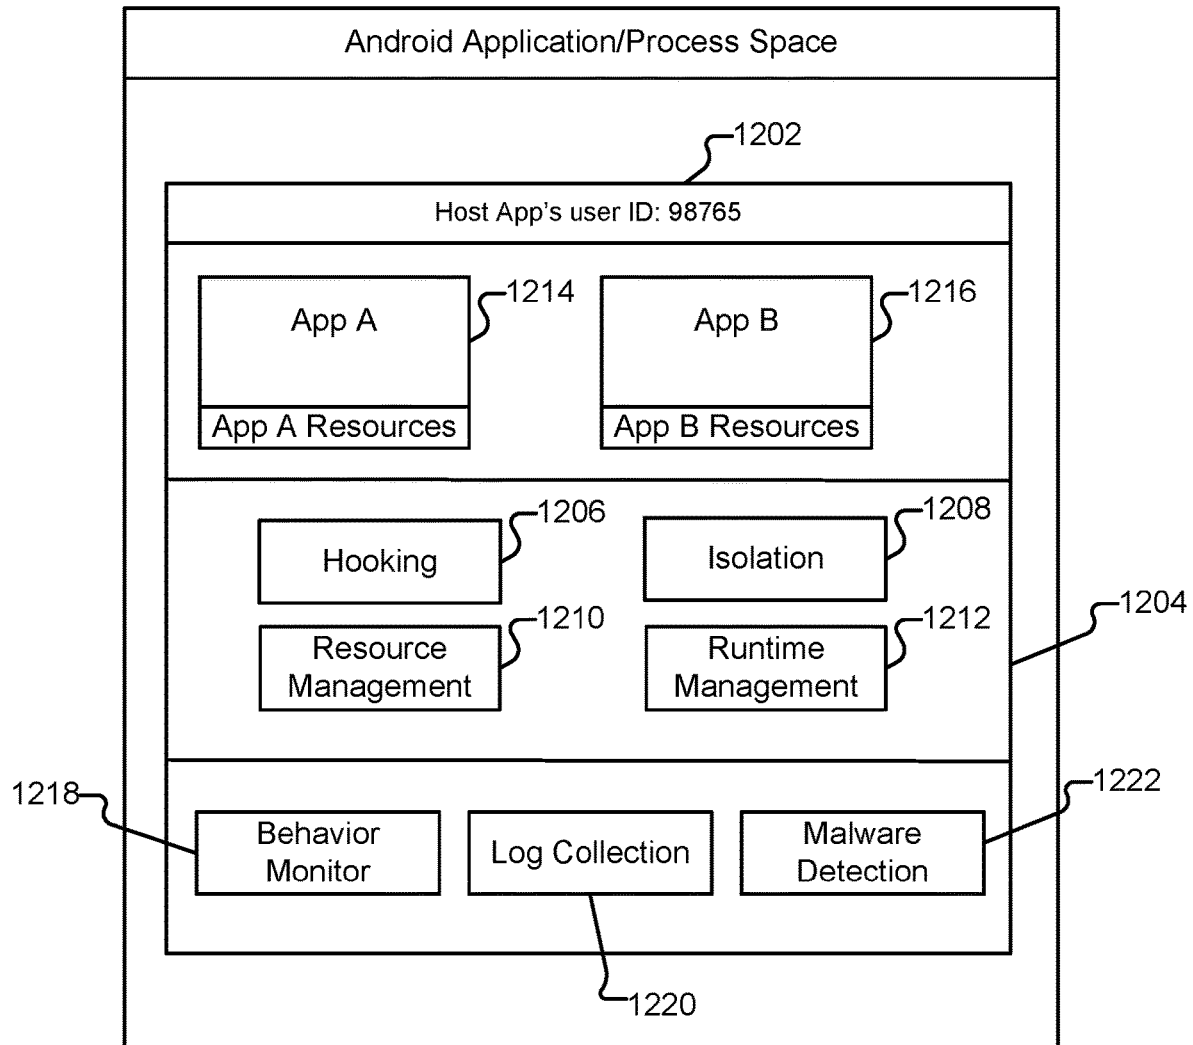 Android Application/Process Space
1202
Host App's user ID: 98765
1214
1216
App A
App B
App A Resources
App B Resources
1206
1208
Hooking
Isolation
1204
1210
1212
Resource
Management
Runtime
Management
1218
1222
Behavior
Monitor
Log Collection
Malware
Detection
1220